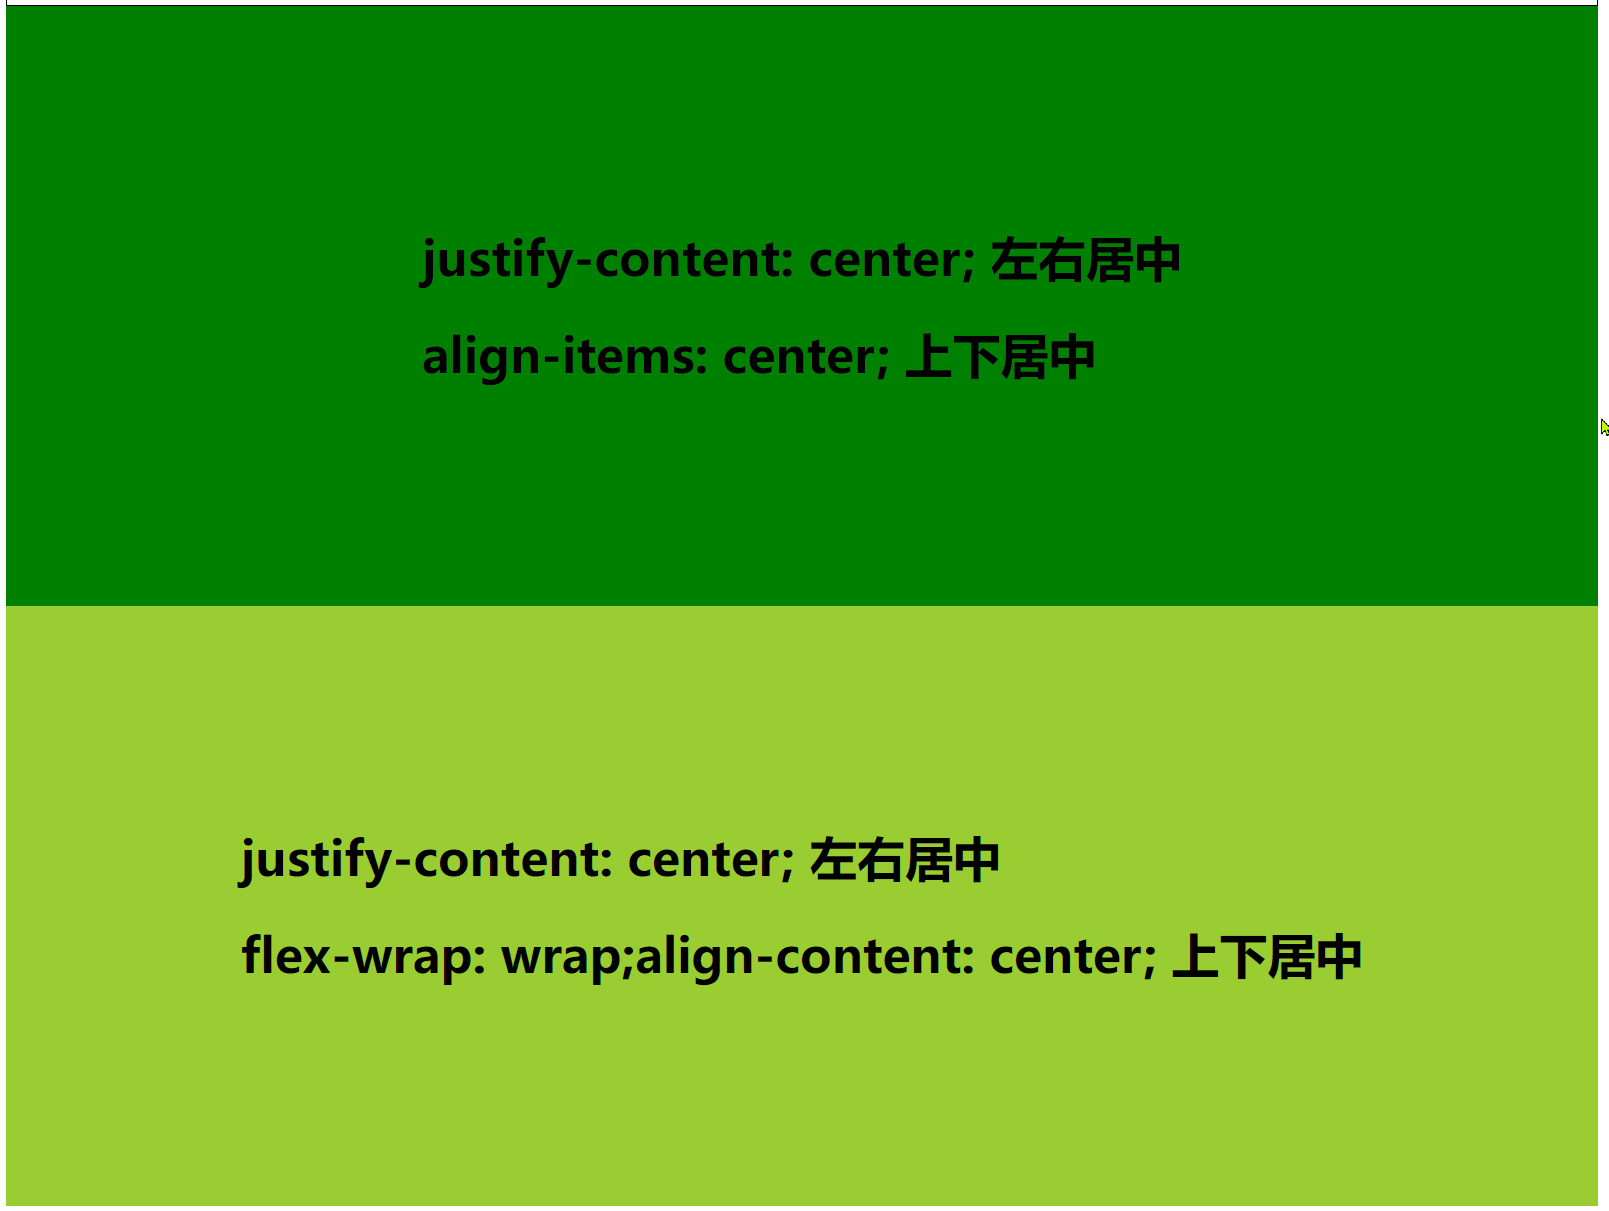 justify-content: center; 左右居中
align-items: center; 上下居中
justify-content: center; 左右居中
flex-wrap: wrap;align-content: center; 上下居中